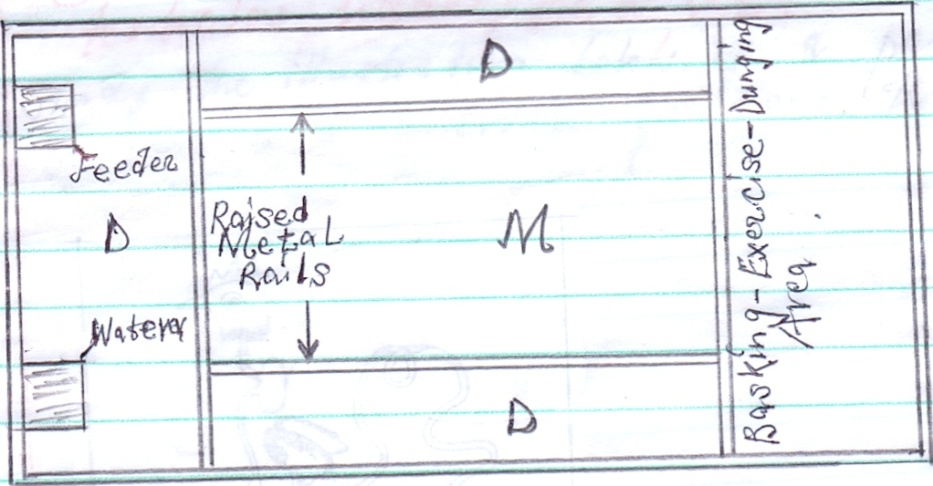 D
Feeder
D
Raised
Metal
Rails
M
Waterer
D
Basking-Exercise-Dunging
Area.